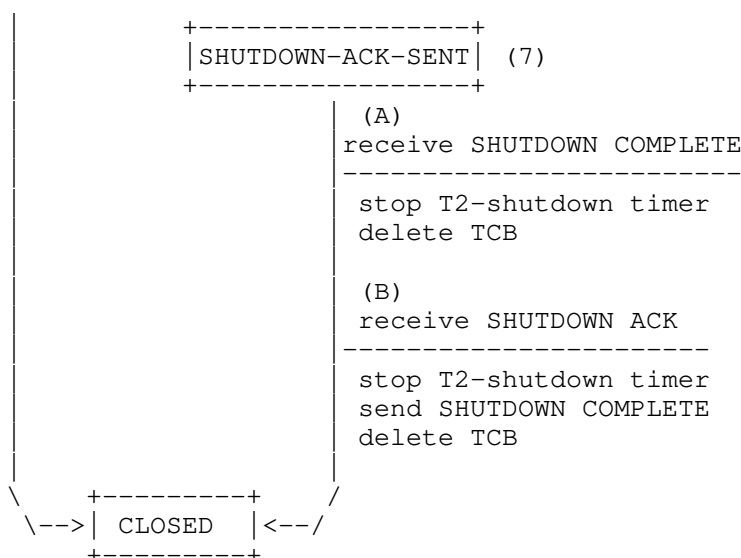 SHUTDOWN-ACK-SENT (7)
(A)
receive SHUTDOWN COMPLETE
stop T2-shutdown timer
delete TCB
(B)
receive SHUTDOWN ACK
stop T2-shutdown timer
send SHUTDOWN COMPLETE
delete TCB
CLOSED